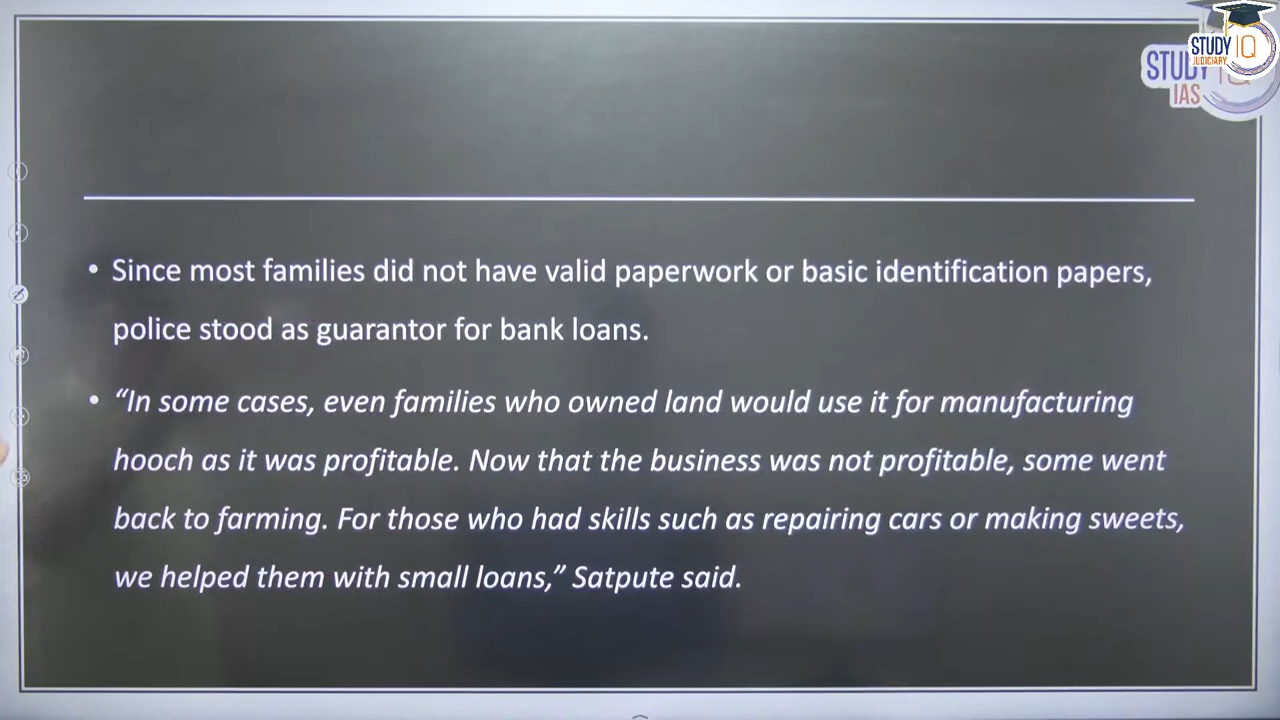 STUDY IQ
JUDICIARY
STUDY IQ
IAS
• Since most families did not have valid paperwork or basic identification papers,
police stood as guarantor for bank loans.
• “In some cases, even families who owned land would use it for manufacturing
hooch as it was profitable. Now that the business was not profitable, some went
back to farming. For those who had skills such as repairing cars or making sweets,
we helped them with small loans,” Satpute said.